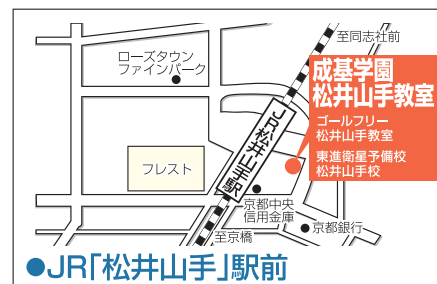 至同志社前
ローズタウン
ファインパーク
成基学園
松井山手教室
ゴールフリー
松井山手教室
東進衛星予備校
松井山手校
JR松井山手駅
フレスト
京都中央
信用金庫
京都銀行
至京橋
●JR「松井山手」駅前